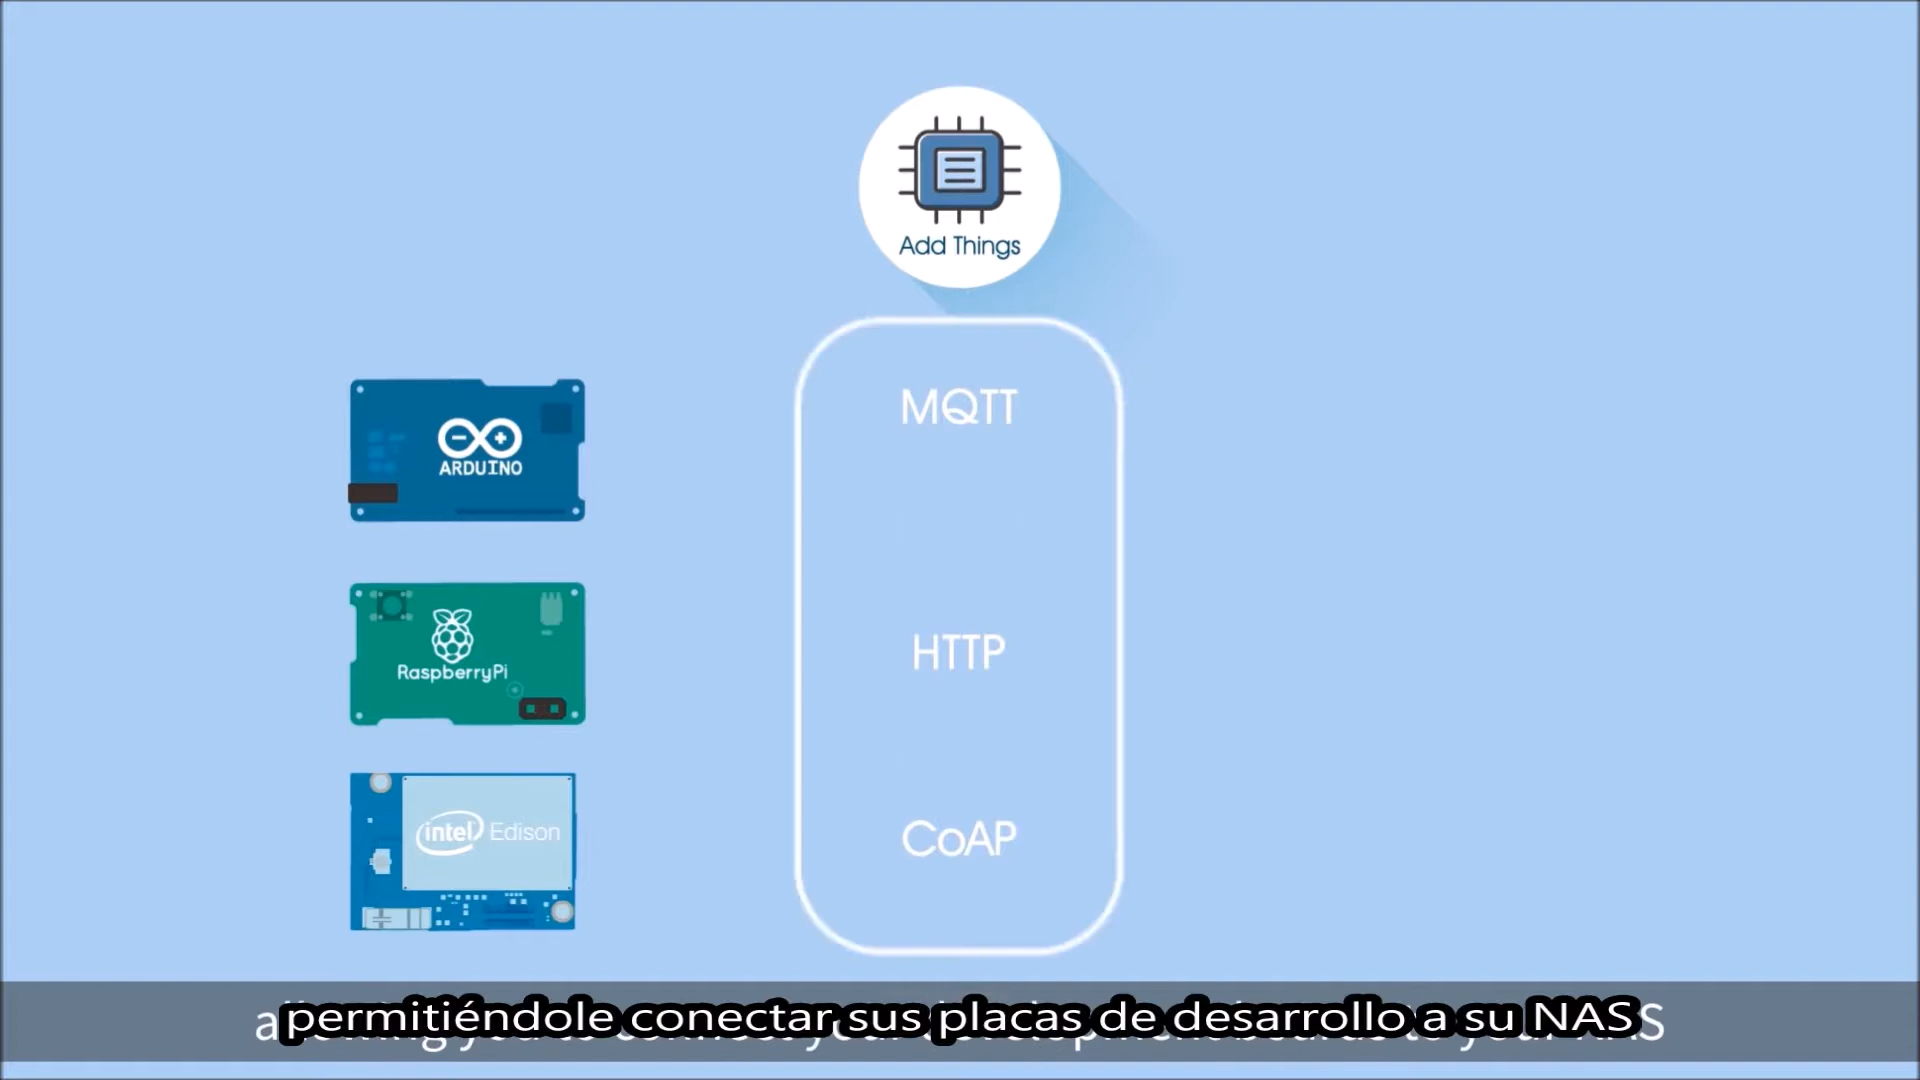 Add Things
MQTT
ARDUINO
HTTP
RaspberryPi
CoAP
intel Edison
permitiéndole conectar sus placas de desarrollo a su NAS